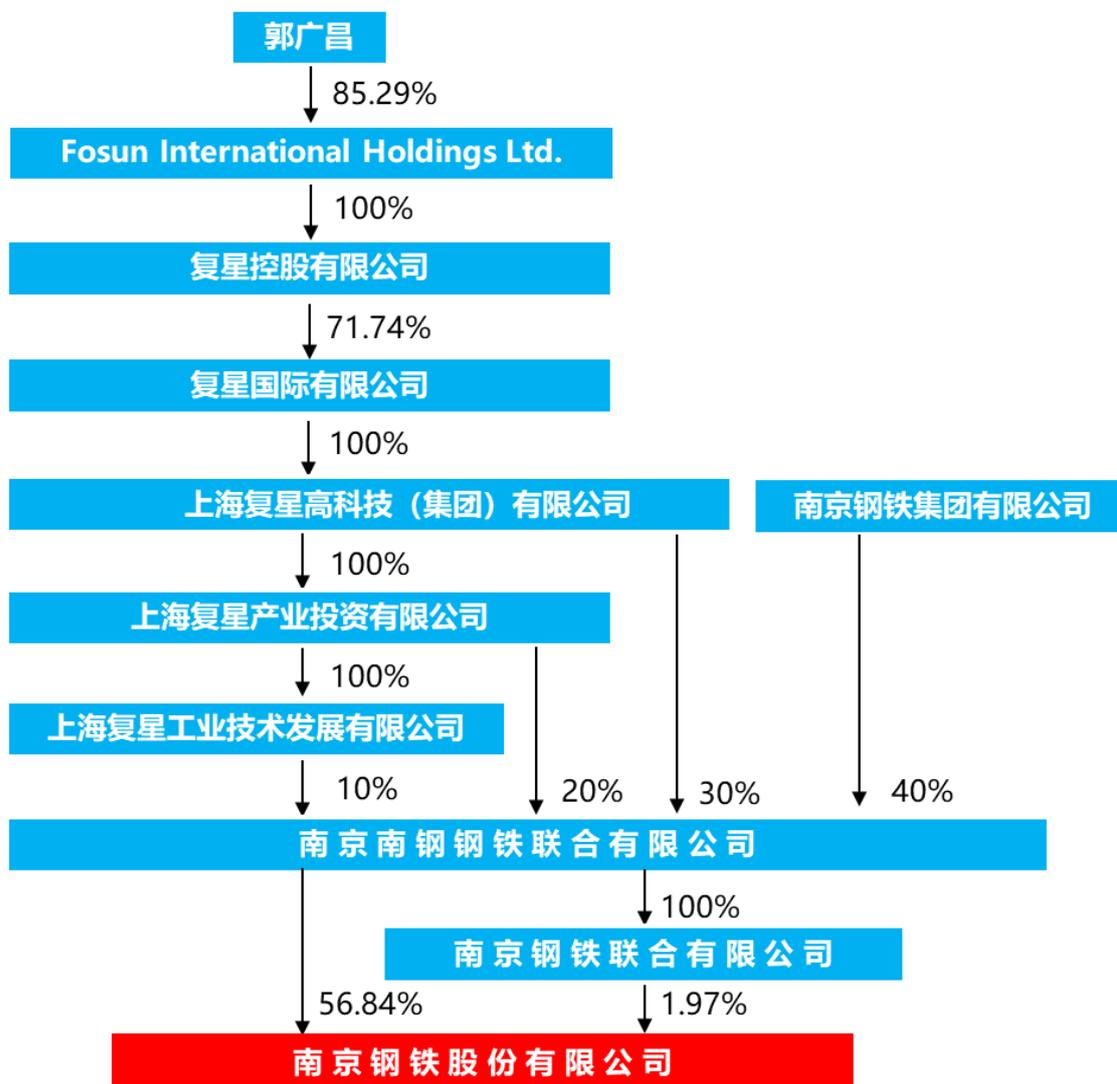 郭广昌
85.29%
Fosun International Holdings Ltd.
100%
复星控股有限公司
71.74%
复星国际有限公司
100%
上海复星高科技（集团）有限公司
南京钢铁集团有限公司
100%
上海复星产业投资有限公司
100%
上海复星工业技术发展有限公司
10%
20%
30%
40%
南京南钢钢铁联合有限公司
100%
南京钢铁联合有限公司
56.84%
1.97%
南京钢铁股份有限公司